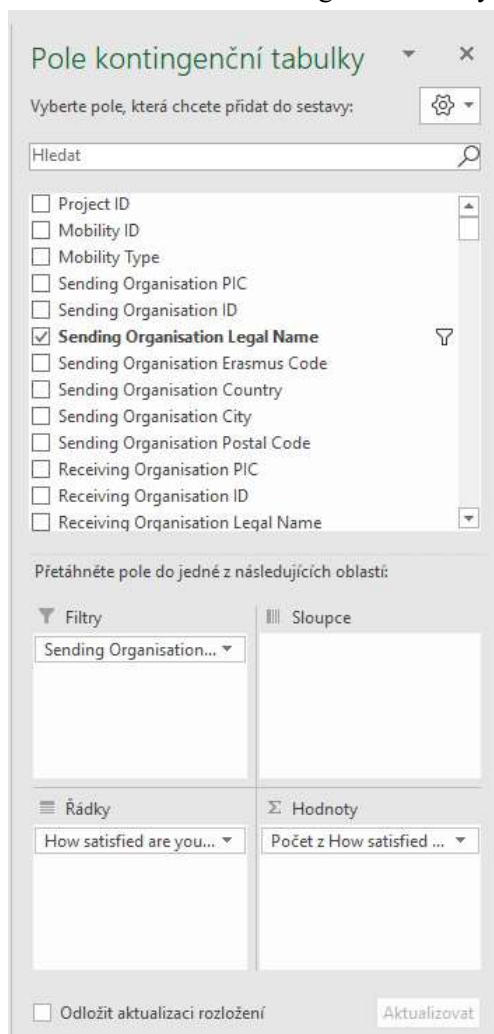 Pole kontingenční tabulky
Vyberte pole, která chcete přidat do sestavy:
Hledat
Project ID
Mobility ID
Mobility Type
Sending Organisation PIC
Sending Organisation ID
Sending Organisation Legal Name
Sending Organisation Erasmus Code
Sending Organisation Country
Sending Organisation City
Sending Organisation Postal Code
Receiving Organisation PIC
Receiving Organisation ID
Receiving Organisation Legal Name
Přetáhněte pole do jedné z následujících oblastí:
Filtry
Sloupce
Sending Organisation...
Řádky
Σ Hodnoty
How satisfied are you...
Počet z How satisfied ...
Odložit aktualizaci rozložení
Aktualizovat